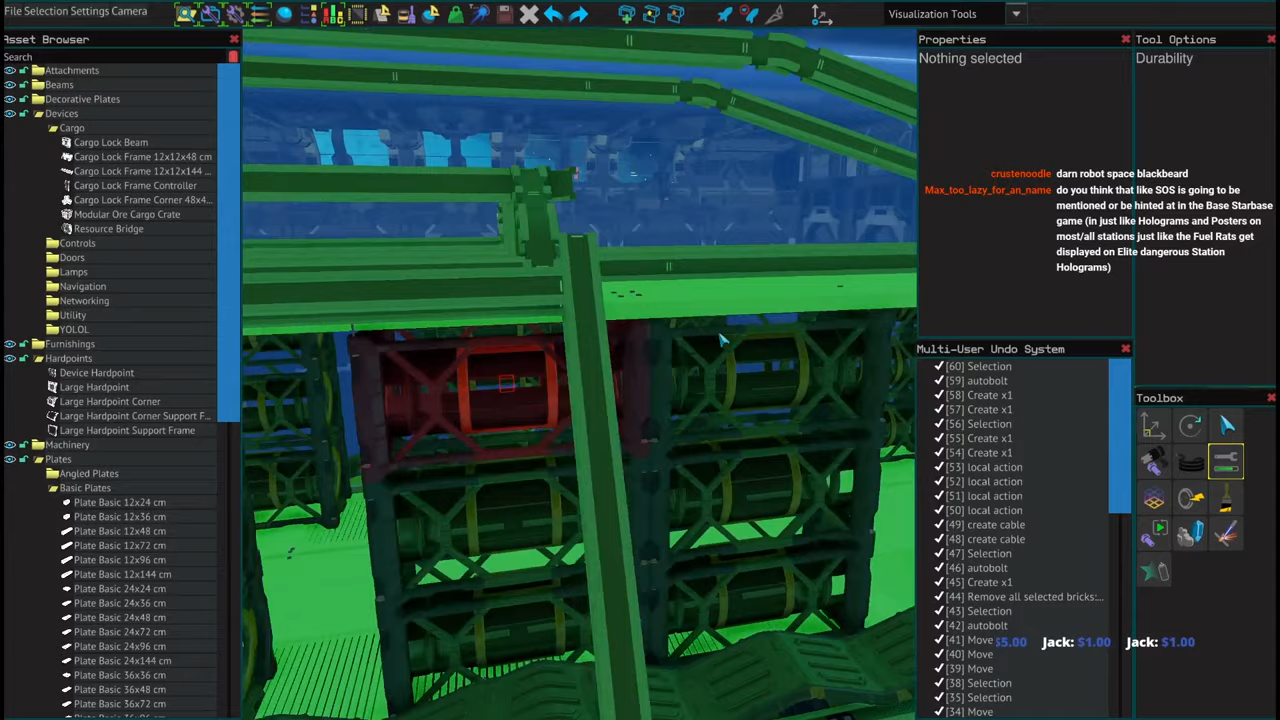 File Selection Settings Camera
Visualization Tools
Asset Browser
Search
Attachments
Beams
Decorative Plates
Devices
Cargo
Cargo Lock Beam
Cargo Lock Frame 12x12x48 cm
Cargo Lock Frame 12x12x144 ...
Cargo Lock Frame Controller
Cargo Lock Frame Corner 48x4...
Modular Ore Cargo Crate
Resource Bridge
Controls
Doors
Lamps
Navigation
Networking
Utility
YOLOL
Furnishings
Hardpoints
Device Hardpoint
Large Hardpoint
Large Hardpoint Corner
Large Hardpoint Corner Support F...
Large Hardpoint Support Frame
Machinery
Plates
Angled Plates
Basic Plates
Plate Basic 12x24 cm
Plate Basic 12x36 cm
Plate Basic 12x48 cm
Plate Basic 12x72 cm
Plate Basic 12x96 cm
Plate Basic 12x144 cm
Plate Basic 24x24 cm
Plate Basic 24x36 cm
Plate Basic 24x48 cm
Plate Basic 24x72 cm
Plate Basic 24x96 cm
Plate Basic 24x144 cm
Plate Basic 36x36 cm
Plate Basic 36x48 cm
Plate Basic 36x72 cm
Properties
Nothing selected
Tool Options
Durability
crustenoodle darn robot space blackbeard
Max_too_lazy_for_an_name do you think that like SOS is going to be
mentioned or be hinted at in the Base Starbase
game (in just like Holograms and Posters on
most/all stations just like the Fuel Rats get
displayed on Elite dangerous Station
Holograms)
Multi-User Undo System
[60] Selection
[59] autobolt
[58] Create x1
[57] Create x1
[56] Selection
[55] Create x1
[54] Create x1
[53] local action
[52] local action
[51] local action
[50] local action
[49] create cable
[48] create cable
[47] Selection
[46] autobolt
[45] Create x1
[44] Remove all selected bricks:...
[43] Selection
[42] autobolt
[41] Move
[40] Move
[39] Move
[38] Selection
[35] Selection
[34] Move
Toolbox
$5.00 Jack: $1.00 Jack: $1.00